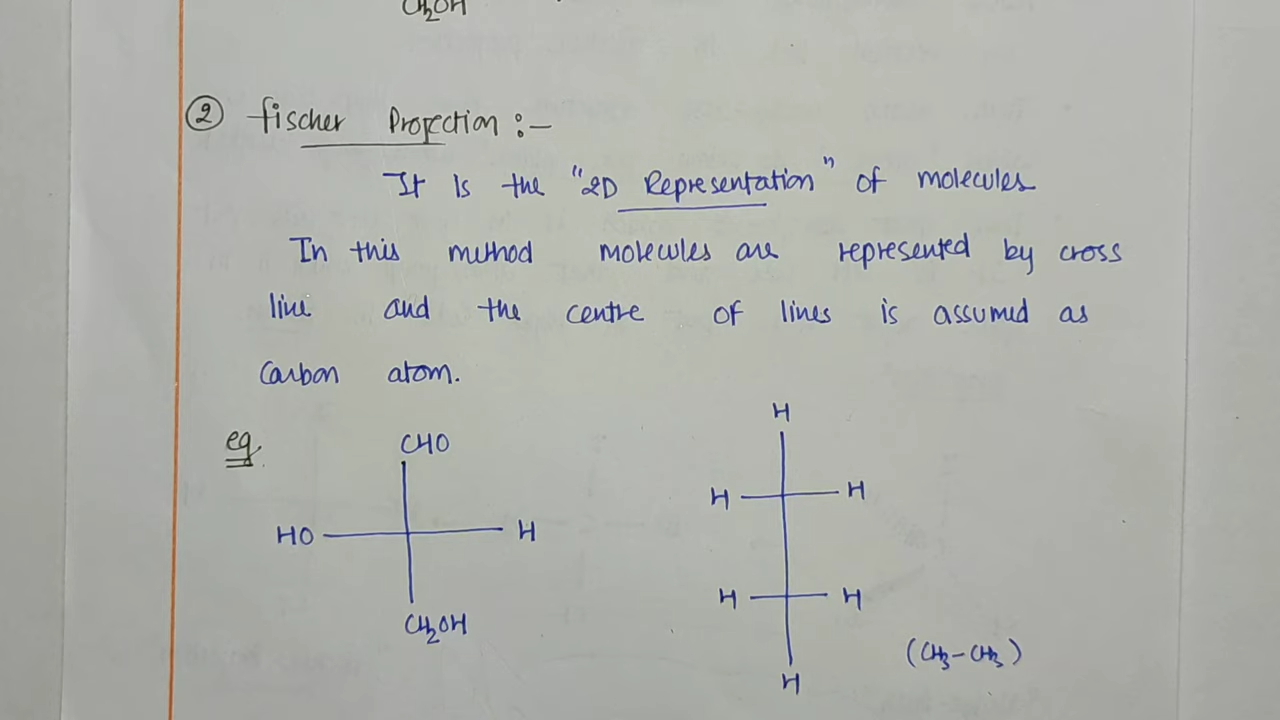 CH₂OH
② Fischer Projection :-
It is the "2D Representation" of molecules
In this method molecules are represented by cross
line and the centre of lines is assumed as
Carbon atom.
eg.
CHO
HO H
CH₂OH
H
H H
H H
H
(CH₃-CH₃)